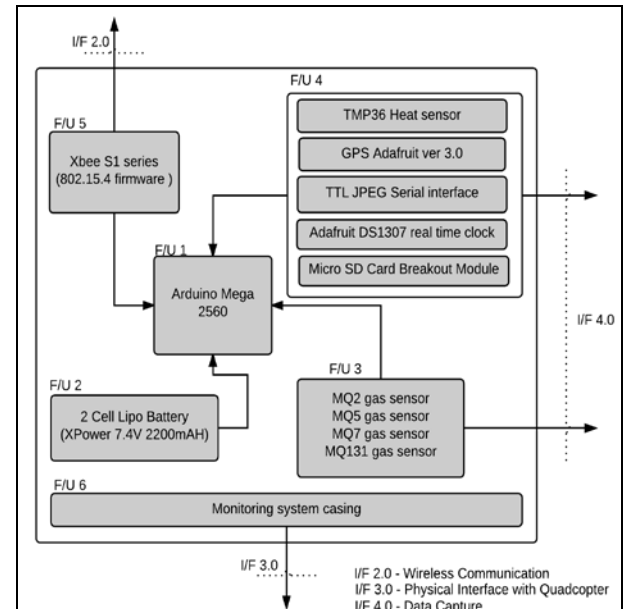 I/F 2.0
F/U 4
TMP36 Heat sensor
GPS Adafruit ver 3.0
TTL JPEG Serial interface
Adafruit DS1307 real time clock
Micro SD Card Breakout Module
F/U 5
Xbee S1 series
(802.15.4 firmware )
F/U 1
Arduino Mega
2560
I/F 4.0
F/U 2
2 Cell Lipo Battery
(XPower 7.4V 2200mAH)
F/U 3
MQ2 gas sensor
MQ5 gas sensor
MQ7 gas sensor
MQ131 gas sensor
F/U 6
Monitoring system casing
I/F 3.0
I/F 2.0 - Wireless Communication
I/F 3.0 - Physical Interface with Quadcopter
I/F 4.0 - Data Capture